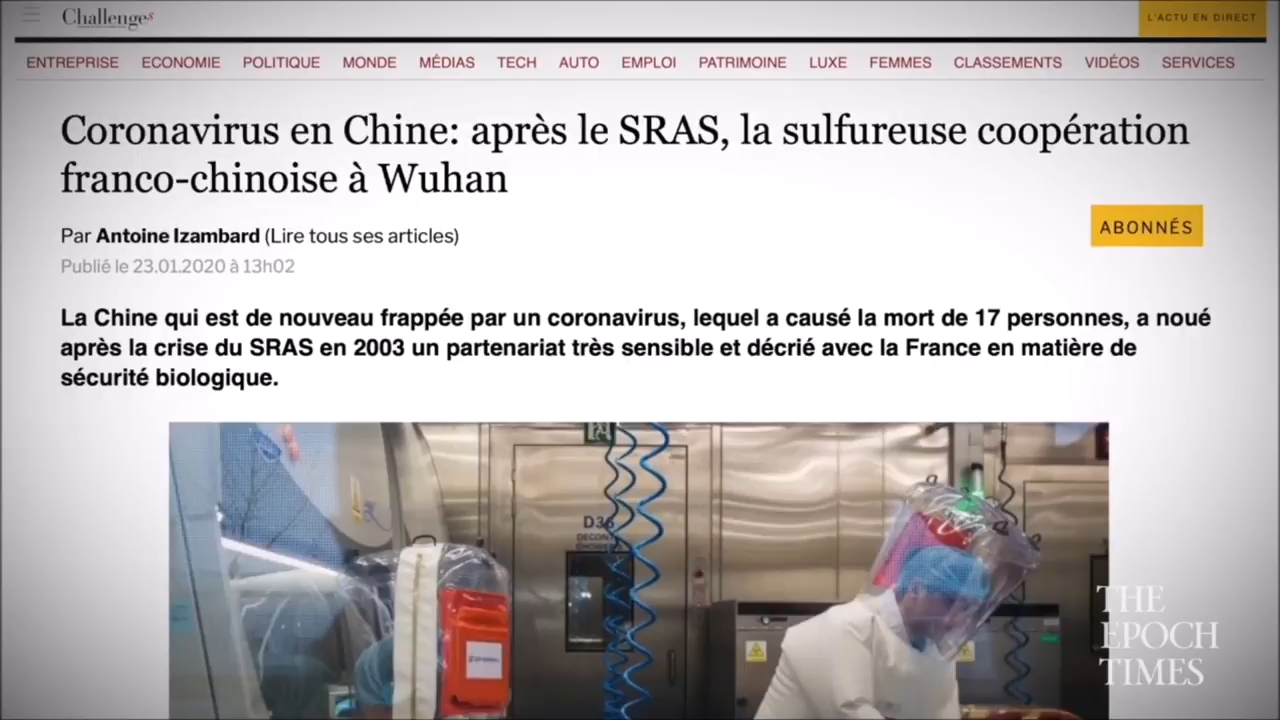 Challenges
L'ACTU EN DIRECT
ENTREPRISE ECONOMIE POLITIQUE MONDE MÉDIAS TECH AUTO EMPLOI PATRIMOINE LUXE FEMMES CLASSEMENTS VIDÉOS SERVICES
Coronavirus en Chine: après le SRAS, la sulfureuse coopération
franco-chinoise à Wuhan
Par Antoine Izambard (Lire tous ses articles)
ABONNÉS
Publié le 23.01.2020 à 13h02
La Chine qui est de nouveau frappée par un coronavirus, lequel a causé la mort de 17 personnes, a noué
après la crise du SRAS en 2003 un partenariat très sensible et décrié avec la France en matière de
sécurité biologique.
THE
EPOCH
TIMES